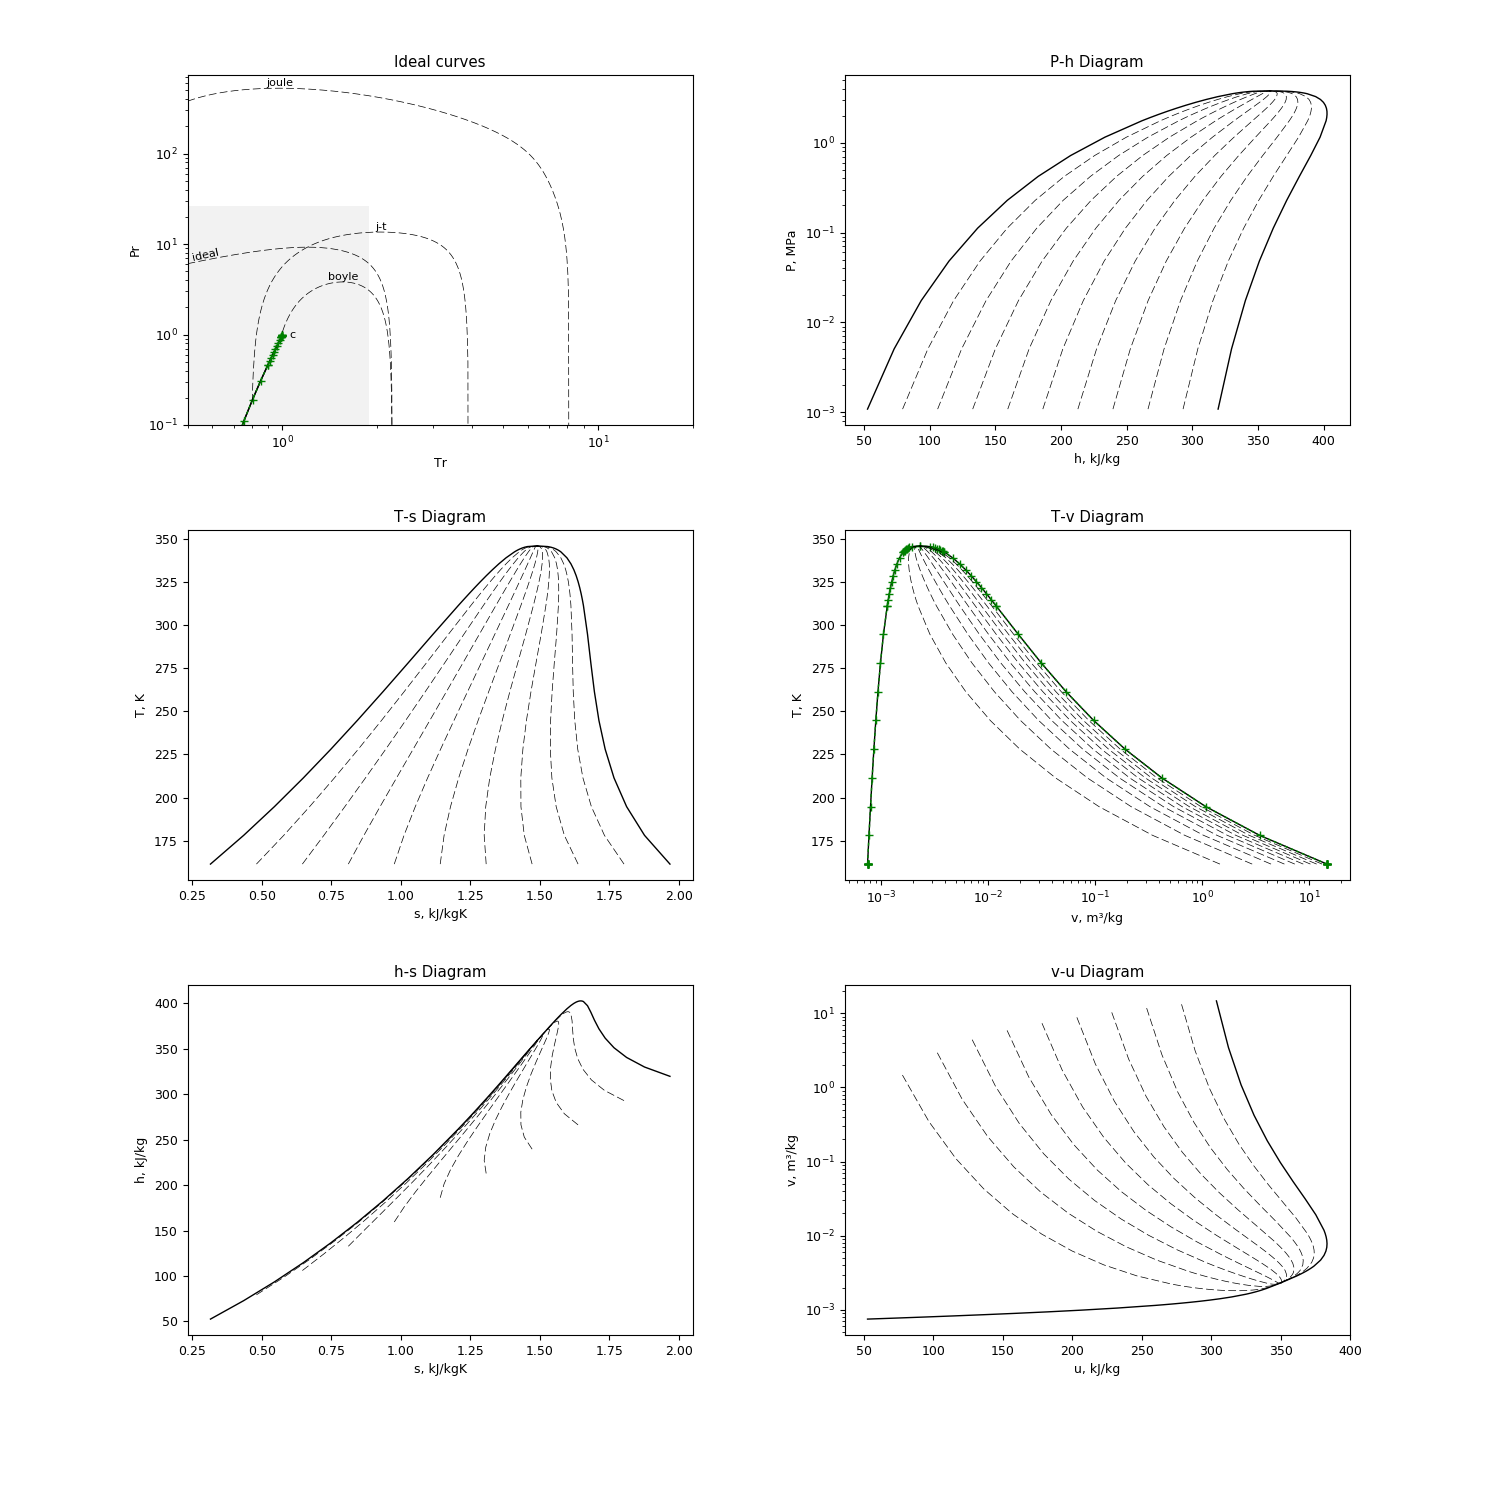 Ideal curves
joule
j-t
ideal
boyle
c
Pr
10²
10¹
10⁰
10⁻¹
10⁰ 10¹
Tr
P-h Diagram
P, MPa
10⁰
10⁻¹
10⁻²
10⁻³
50 100 150 200 250 300 350 400
h, kJ/kg
T-s Diagram
T, K
350
325
300
275
250
225
200
175
0.25 0.50 0.75 1.00 1.25 1.50 1.75 2.00
s, kJ/kgK
T-v Diagram
T, K
350
325
300
275
250
225
200
175
10⁻³ 10⁻² 10⁻¹ 10⁰ 10¹
v, m³/kg
h-s Diagram
h, kJ/kg
400
350
300
250
200
150
100
50
0.25 0.50 0.75 1.00 1.25 1.50 1.75 2.00
s, kJ/kgK
v-u Diagram
v, m³/kg
10¹
10⁰
10⁻¹
10⁻²
10⁻³
50 100 150 200 250 300 350 400
u, kJ/kg